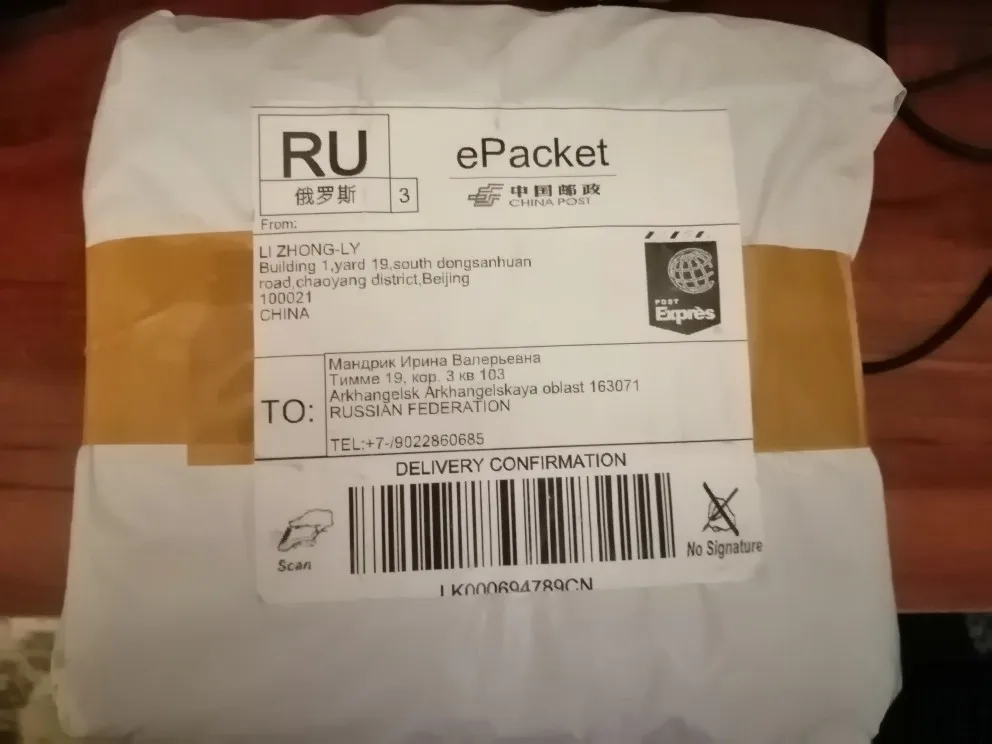 RU
俄罗斯
3
ePacket
中国邮政
CHINA POST
From:
LI ZHONG-LY
Building 1,yard 19,south dongsanhuan
road,chaoyang district,Beijing
100021
CHINA
POST
Exprès
TO:
Мандрик Ирина Валерьевна
Тимме 19, кор. 3 кв 103
Arkhangelsk Arkhangelskaya oblast 163071
RUSSIAN FEDERATION
TEL:+7-/9022860685
DELIVERY CONFIRMATION
Scan
No Signature
LK000694789CN